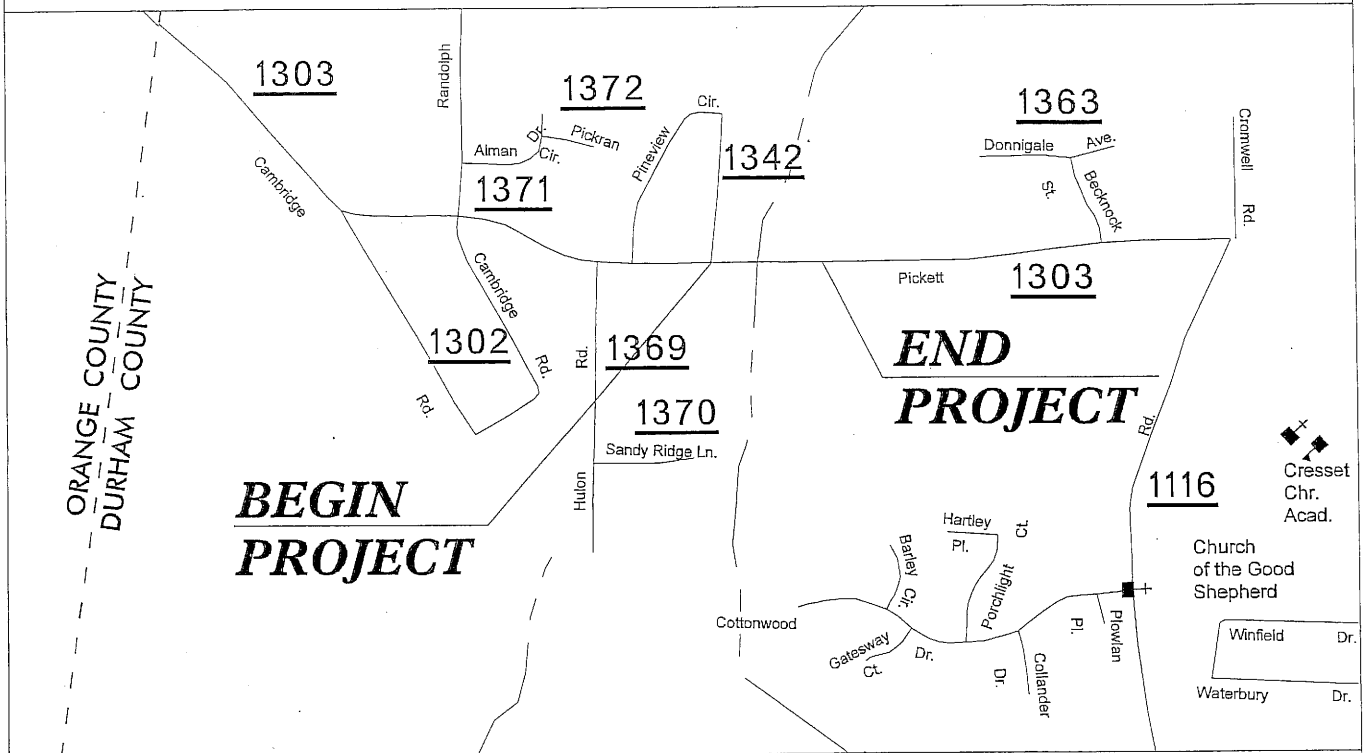 1303
Randolph
1372
Cir.
1363
Cromwell
Rd.
Dr.
Pickran
Cir.
Alman
Pineview
1342
Donnigale
Ave.
St.
Becknock
Cambridge
1371
Cambridge
Rd.
Pickett
1303
ORANGE COUNTY
DURHAM COUNTY
1302
Rd.
Rd.
1369
END
PROJECT
1370
Sandy Ridge Ln.
Hulon
Rd.
1116
Cresset
Chr.
Acad.
BEGIN
PROJECT
Hartley
Pl.
Ct.
Barley
Cir.
Porchlight
Church
of the Good
Shepherd
Cottonwood
Gatesway
Ct.
Dr.
Dr.
Collander
Pl.
Plowlan
Winfield Dr.
Waterbury Dr.